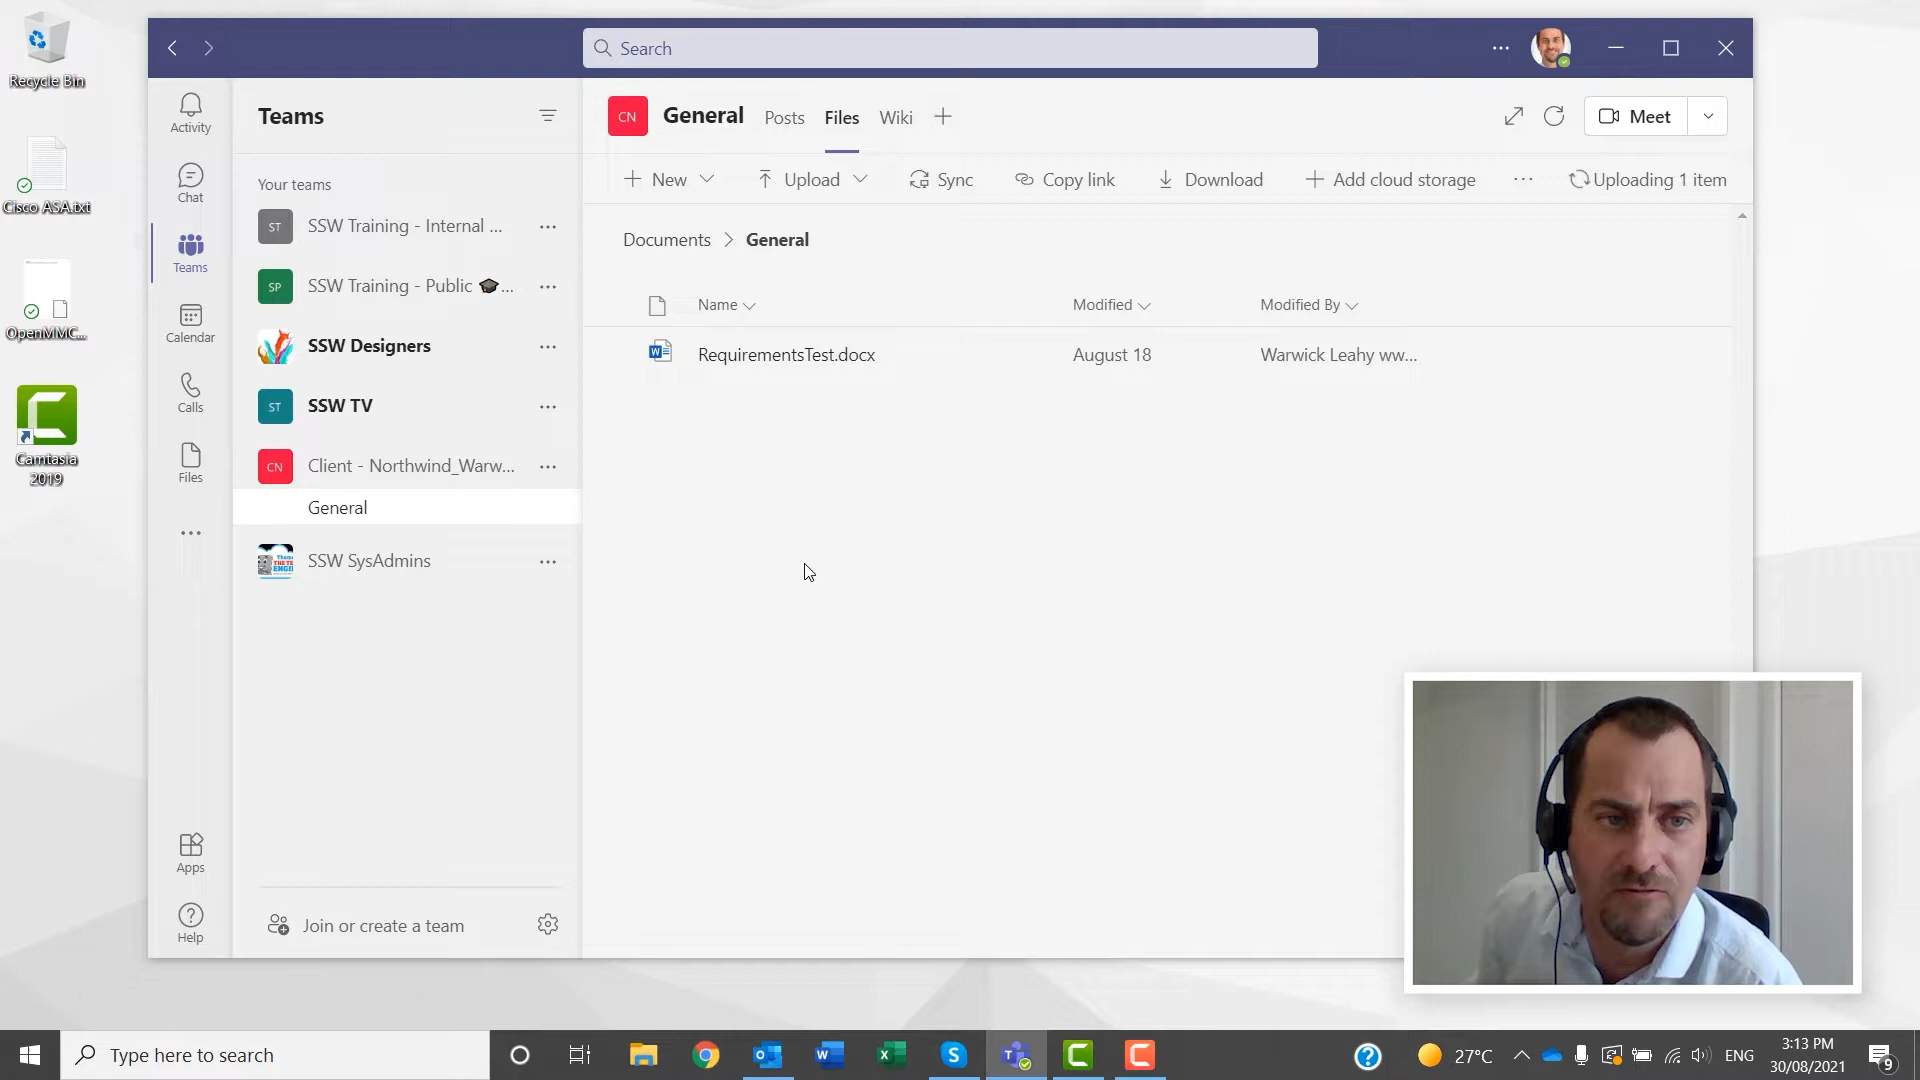 Recycle Bin
Cisco ASA.txt
OpenMMC...
Camtasia
2019
Search
Activity
Chat
Teams
Calendar
Calls
Files
Apps
Help
Teams
Your teams
ST SSW Training - Internal ...
SP SSW Training - Public ...
SSW Designers
ST SSW TV
CN Client - Northwind_Warw...
General
SSW SysAdmins
Join or create a team
CN General Posts Files Wiki
Meet
New Upload Sync Copy link Download Add cloud storage Uploading 1 item
Documents > General
Name Modified Modified By
RequirementsTest.docx August 18 Warwick Leahy ww...
Type here to search
27°C ENG
3:13 PM
30/08/2021
9